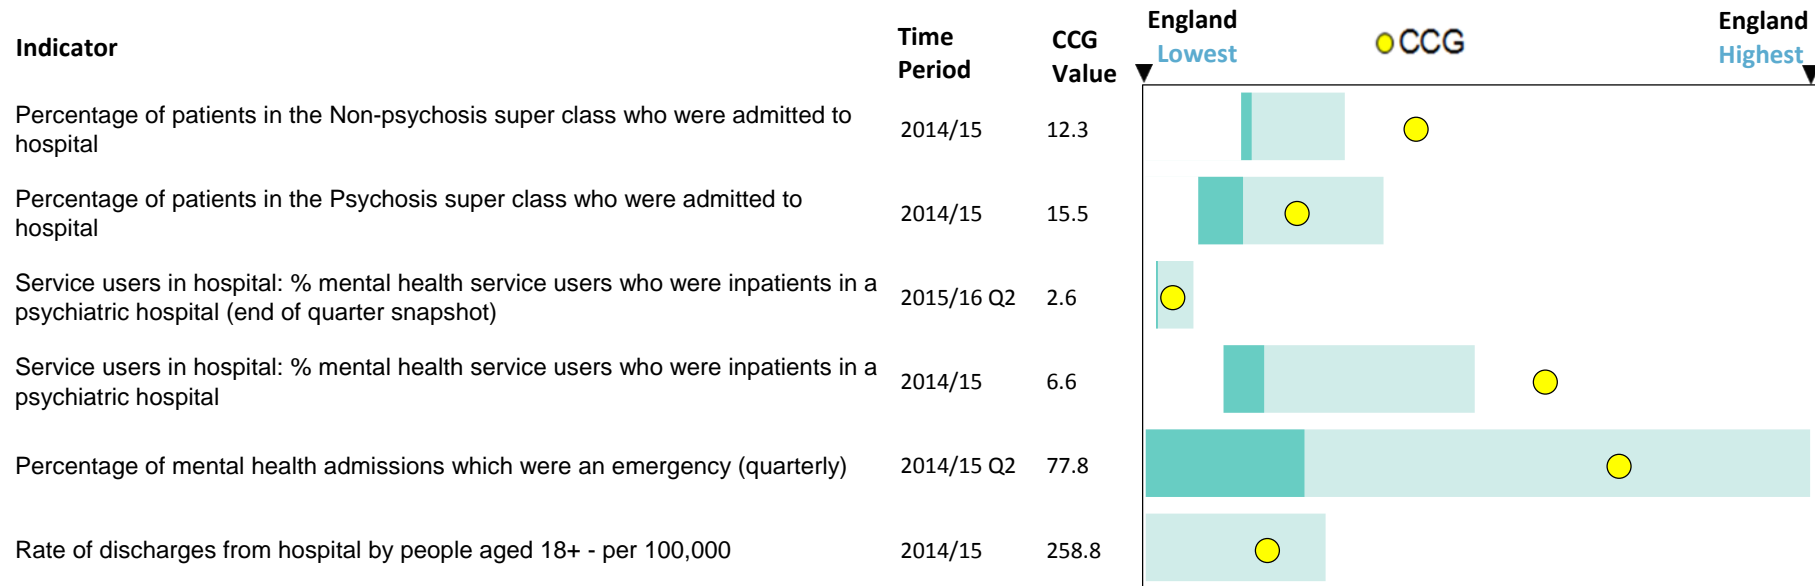 Indicator
Time Period
CCG Value
England Lowest
CCG
England Highest
Percentage of patients in the Non-psychosis super class who were admitted to
hospital
2014/15
12.3
Percentage of patients in the Psychosis super class who were admitted to
hospital
2014/15
15.5
Service users in hospital: % mental health service users who were inpatients in a
psychiatric hospital (end of quarter snapshot)
2015/16 Q2
2.6
Service users in hospital: % mental health service users who were inpatients in a
psychiatric hospital
2014/15
6.6
Percentage of mental health admissions which were an emergency (quarterly)
2014/15 Q2
77.8
Rate of discharges from hospital by people aged 18+ - per 100,000
2014/15
258.8